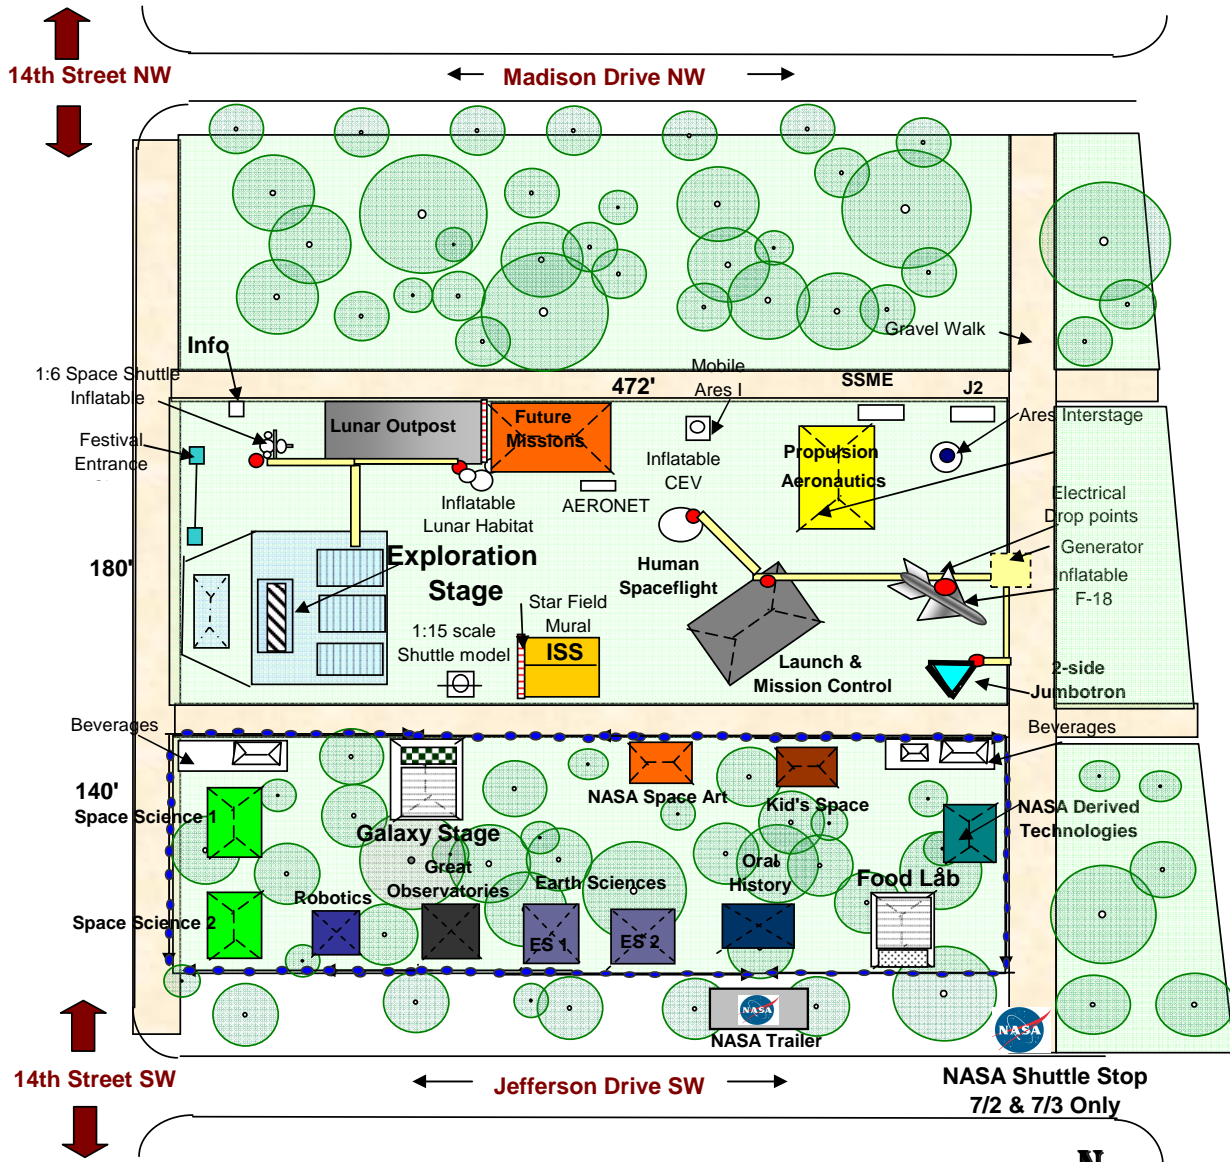 14th Street NW
Madison Drive NW
Gravel Walk
Info
1:6 Space Shuttle
Inflatable
472'
Mobile
Ares I
SSME
J2
Ares Interstage
Lunar Outpost
Future
Missions
Festival
Entrance
Inflatable
CEV
Propulsion
Aeronautics
Inflatable
Lunar Habitat
AERONET
Electrical
Drop points
Generator
Inflatable
F-18
180'
Exploration
Stage
Human
Spaceflight
Star Field
Mural
1:15 scale
Shuttle model
ISS
Launch &
Mission Control
2-side
Jumbotron
Beverages
Beverages
140'
Space Science 1
NASA Space Art
Kid's Space
NASA Derived
Technologies
Galaxy Stage
Great
Observatories
Earth Sciences
Oral
History
Food Lab
Robotics
Space Science 2
ES 1
ES 2
NASA
NASA Trailer
NASA
14th Street SW
Jefferson Drive SW
NASA Shuttle Stop
7/2 & 7/3 Only
N